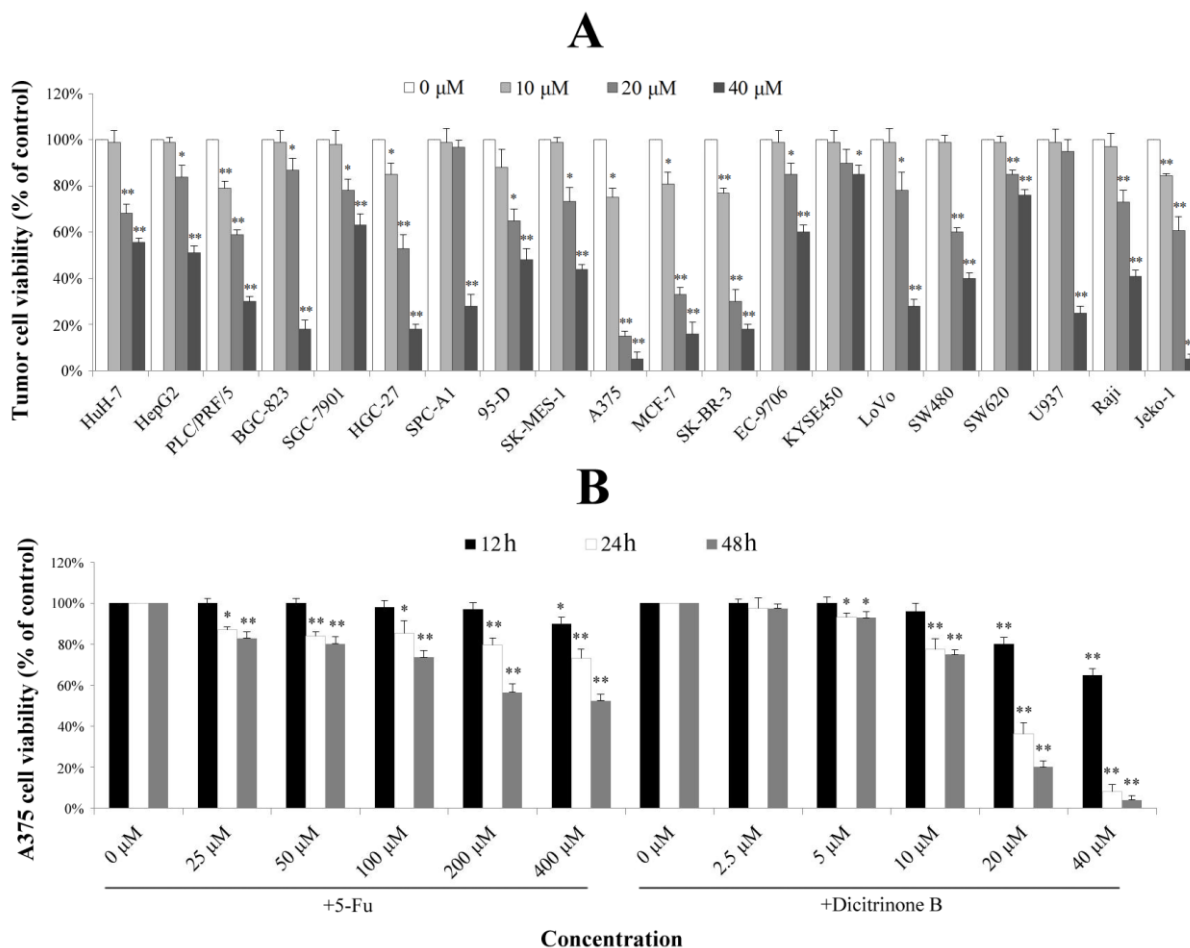 A
Tumor cell viability (% of control)
0 μM 10 μM 20 μM 40 μM
120%
100%
80%
60%
40%
20%
0%
* ** ** ** ** ** * ** * ** * ** ** ** * ** * ** * ** ** * ** ** ** ** ** * ** * * ** ** ** ** ** ** ** ** ** *
HuH-7 HepG2 PLC/PRF/5 BGC-823 SGC-7901 HGC-27 SPC-A1 95-D SK-MES-1 A375 MCF-7 SK-BR-3 EC-9706 KYSE450 LoVo SW480 SW620 U937 Raji Jeko-1
B
A375 cell viability (% of control)
12h 24h 48h
120%
100%
80%
60%
40%
20%
0%
* ** ** ** * ** ** ** * ** ** * * ** ** ** ** ** ** ** **
0 μM 25 μM 50 μM 100 μM 200 μM 400 μM 0 μM 2.5 μM 5 μM 10 μM 20 μM 40 μM
+5-Fu +Dicitrinone B
Concentration